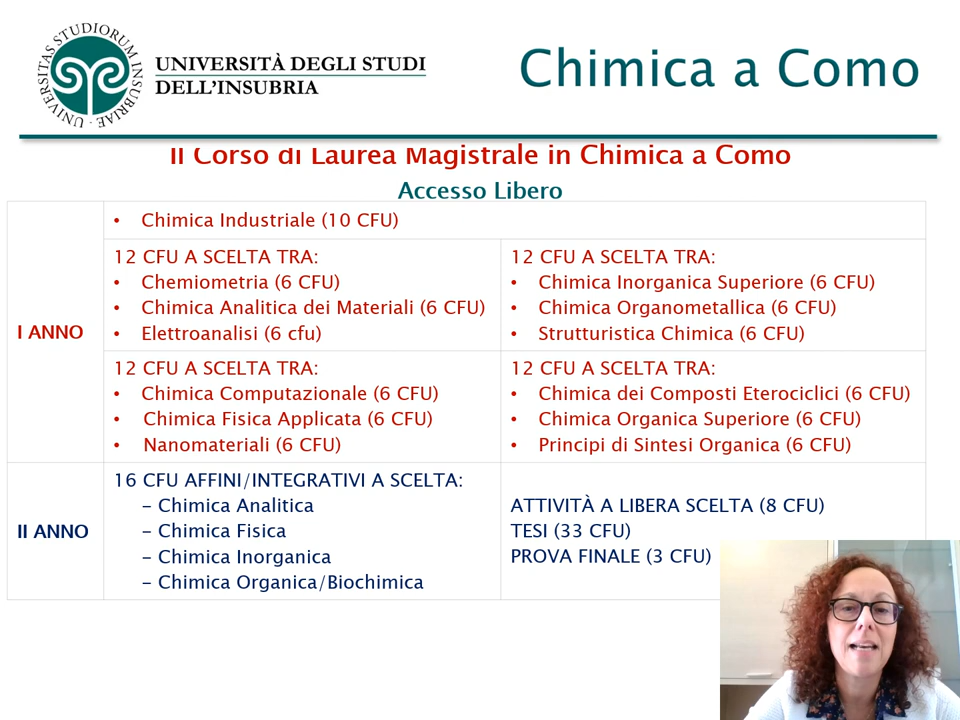 UNIVERSITAS STUDIORUM INSUBRIAE
UNIVERSITÀ DEGLI STUDI
DELL'INSUBRIA
Chimica a Como
Il Corso di Laurea Magistrale in Chimica a Como
Accesso Libero
I ANNO
• Chimica Industriale (10 CFU)
12 CFU A SCELTA TRA:
• Chemiometria (6 CFU)
• Chimica Analitica dei Materiali (6 CFU)
• Elettroanalisi (6 cfu)
12 CFU A SCELTA TRA:
• Chimica Inorganica Superiore (6 CFU)
• Chimica Organometallica (6 CFU)
• Strutturistica Chimica (6 CFU)
12 CFU A SCELTA TRA:
• Chimica Computazionale (6 CFU)
• Chimica Fisica Applicata (6 CFU)
• Nanomateriali (6 CFU)
12 CFU A SCELTA TRA:
• Chimica dei Composti Eterociclici (6 CFU)
• Chimica Organica Superiore (6 CFU)
• Principi di Sintesi Organica (6 CFU)
II ANNO
16 CFU AFFINI/INTEGRATIVI A SCELTA:
– Chimica Analitica
– Chimica Fisica
– Chimica Inorganica
– Chimica Organica/Biochimica
ATTIVITÀ A LIBERA SCELTA (8 CFU)
TESI (33 CFU)
PROVA FINALE (3 CFU)